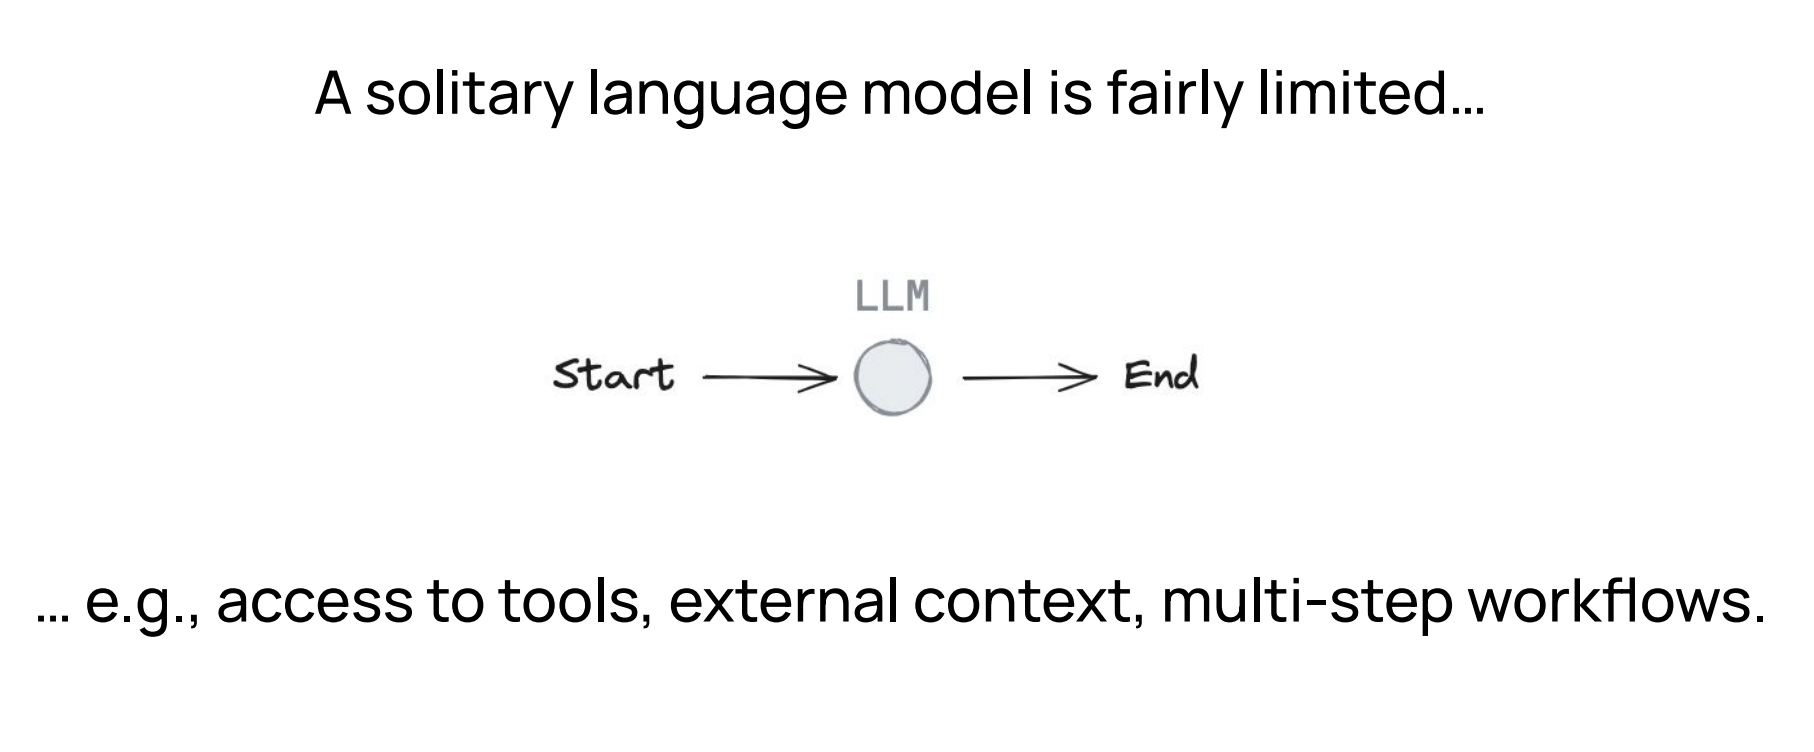 A solitary language model is fairly limited...
LLM
Start
End
... e.g., access to tools, external context, multi-step workflows.